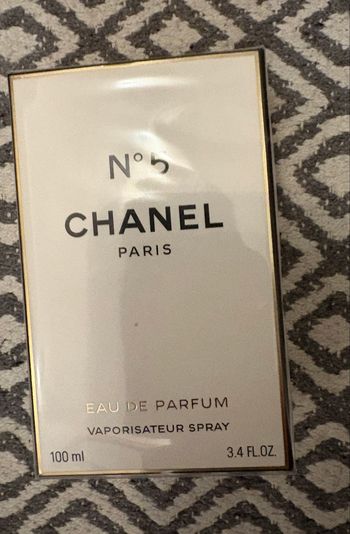 N° 5
CHANEL
PARIS
EAU DE PARFUM
VAPORISATEUR SPRAY
100 ml 3.4 FL.OZ.